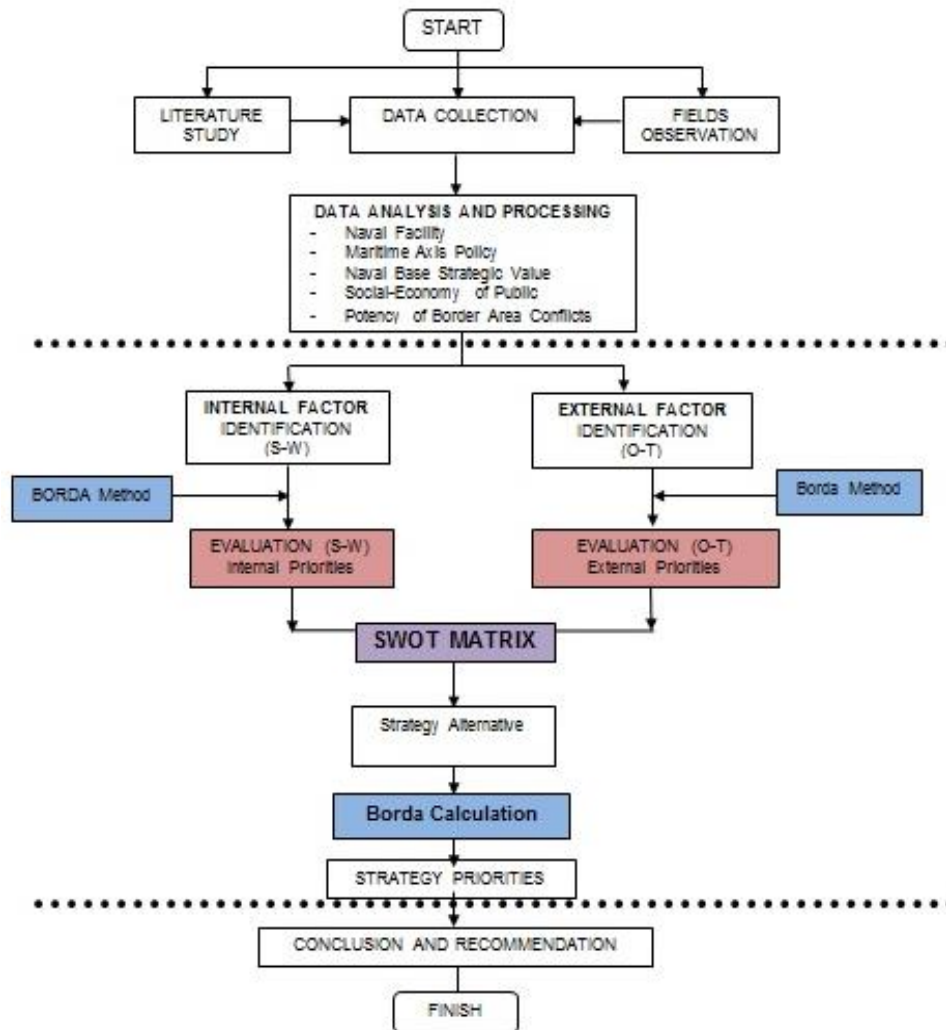 START
LITERATURE
STUDY
DATA COLLECTION
FIELDS
OBSERVATION
DATA ANALYSIS AND PROCESSING
- Naval Facility
- Maritime Axis Policy
- Naval Base Strategic Value
- Social-Economy of Public
- Potency of Border Area Conflicts
INTERNAL FACTOR
IDENTIFICATION
(S-W)
EXTERNAL FACTOR
IDENTIFICATION
(O-T)
BORDA Method
Borda Method
EVALUATION (S-W)
Internal Priorities
EVALUATION (O-T)
External Priorities
SWOT MATRIX
Strategy Alternative
Borda Calculation
STRATEGY PRIORITIES
CONCLUSION AND RECOMMENDATION
FINISH